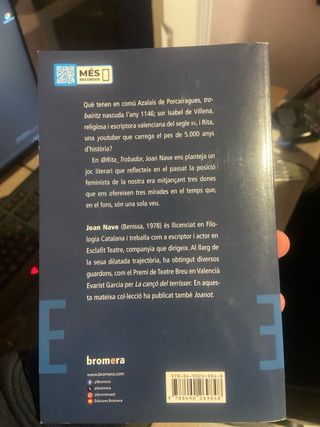 MÉS
RECURSOS
Què tenen en comú Azalais de Porcairagues, tro-
bairitz nascuda l'any 1146; sor Isabel de Villena,
religiosa i escriptora valenciana del segle XV, i Rita,
una youtuber que carrega el pes de 5.000 anys
d'història?
En @Rita_Trobador, Joan Nave ens planteja un
joc literari que reflecteix en el passat la posició
feminista de la nostra era mitjançant tres dones
que ens ofereixen tres mirades en el temps que,
en el fons, són una sola veu.
Joan Nave (Benissa, 1978) és llicenciat en Filo-
logia Catalana i treballa com a escriptor i actor en
Esclafit Teatre, companyia que dirigeix. Al llarg de
la seua dilatada trajectòria, ha obtingut diversos
guardons, com el Premi de Teatre Breu en Valencià
Evarist Garcia per La cançó del terrisser. En aques-
ta mateixa col·lecció ha publicat també Joanot.
bromera
www.bromera.com
@Bromera
@Bromera
@bromeratxt
Edicions Bromera